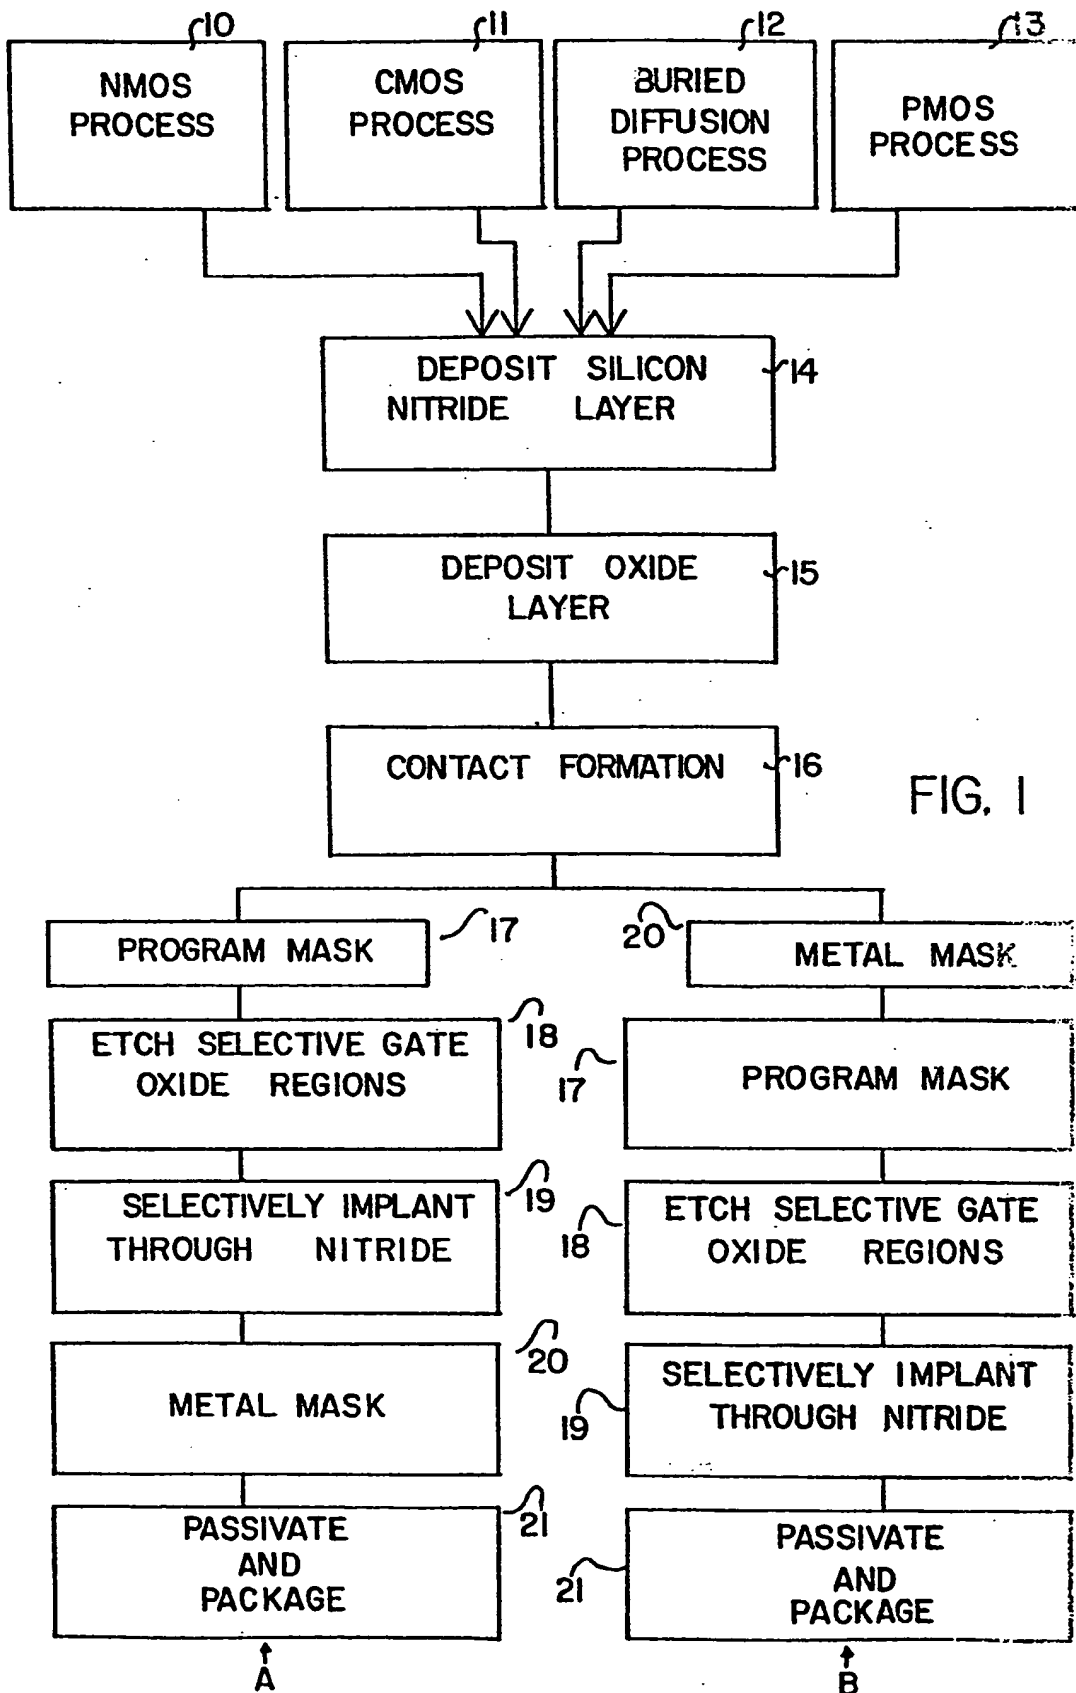 10
11
12
13
NMOS
PROCESS
CMOS
PROCESS
BURIED
DIFFUSION
PROCESS
PMOS
PROCESS
DEPOSIT SILICON
NITRIDE LAYER
14
DEPOSIT OXIDE
LAYER
15
CONTACT FORMATION
16
FIG. 1
PROGRAM MASK
17
ETCH SELECTIVE GATE
OXIDE REGIONS
18
SELECTIVELY IMPLANT
THROUGH NITRIDE
19
METAL MASK
20
PASSIVATE
AND
PACKAGE
21
A
20
METAL MASK
17
PROGRAM MASK
18
ETCH SELECTIVE GATE
OXIDE REGIONS
19
SELECTIVELY IMPLANT
THROUGH NITRIDE
21
PASSIVATE
AND
PACKAGE
B